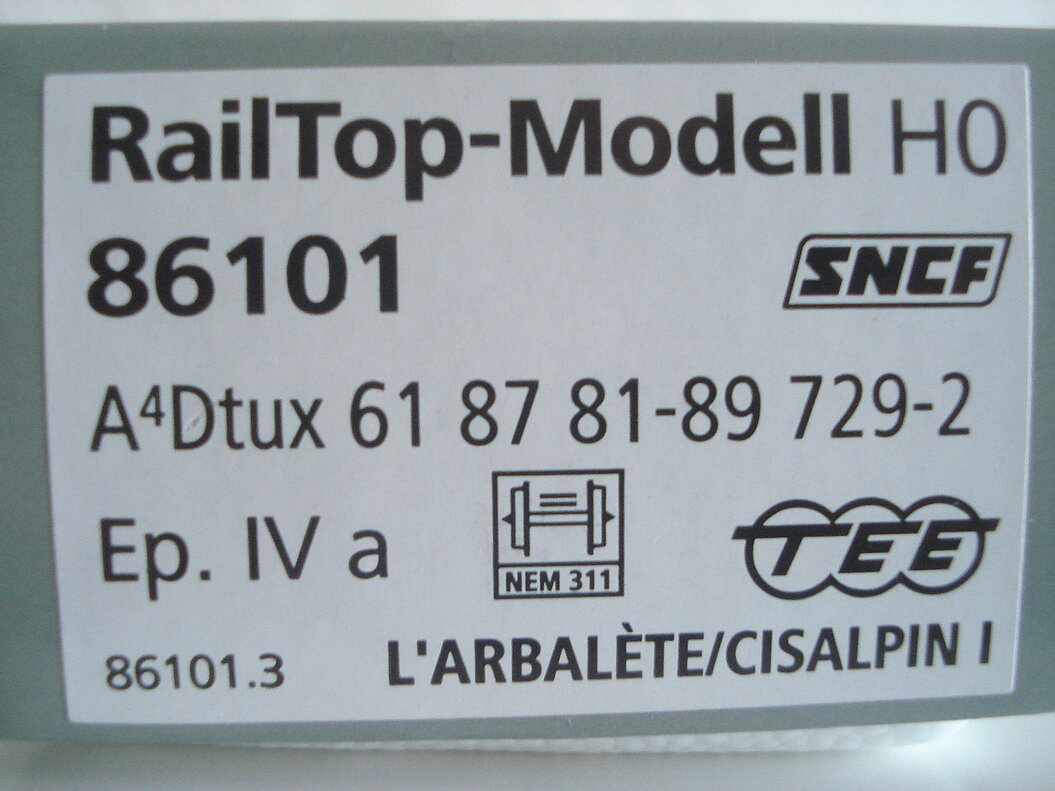 RailTop-Modell H0
86101
SNCF
A⁴Dtux 61 87 81-89 729-2
Ep. IV a
NEM 311
TEE
86101.3
L'ARBALÈTE/CISALPIN I